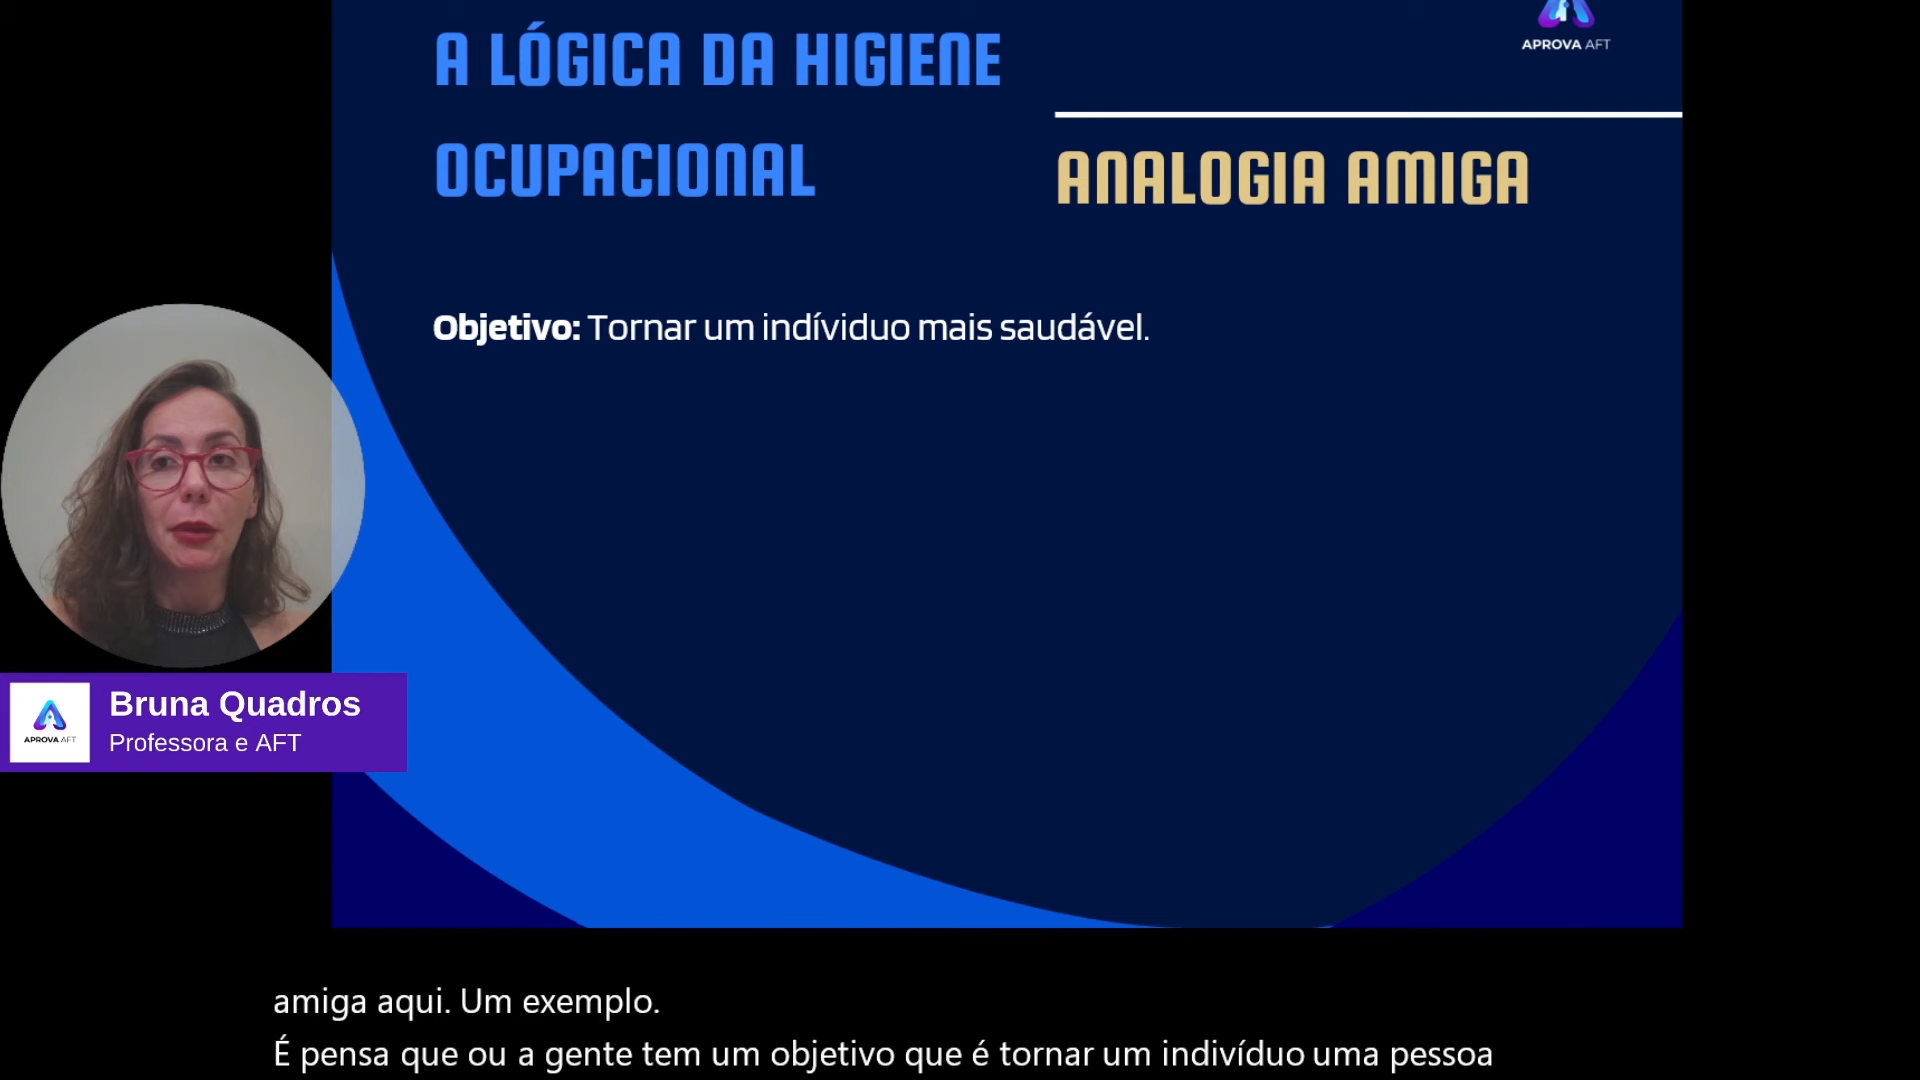 APROVA AFT
A LÓGICA DA HIGIENE
OCUPACIONAL
ANALOGIA AMIGA
Objetivo: Tornar um indíviduo mais saudável.
Bruna Quadros
Professora e AFT
APROVA AFT
amiga aqui. Um exemplo.
É pensa que ou a gente tem um objetivo que é tornar um indivíduo uma pessoa